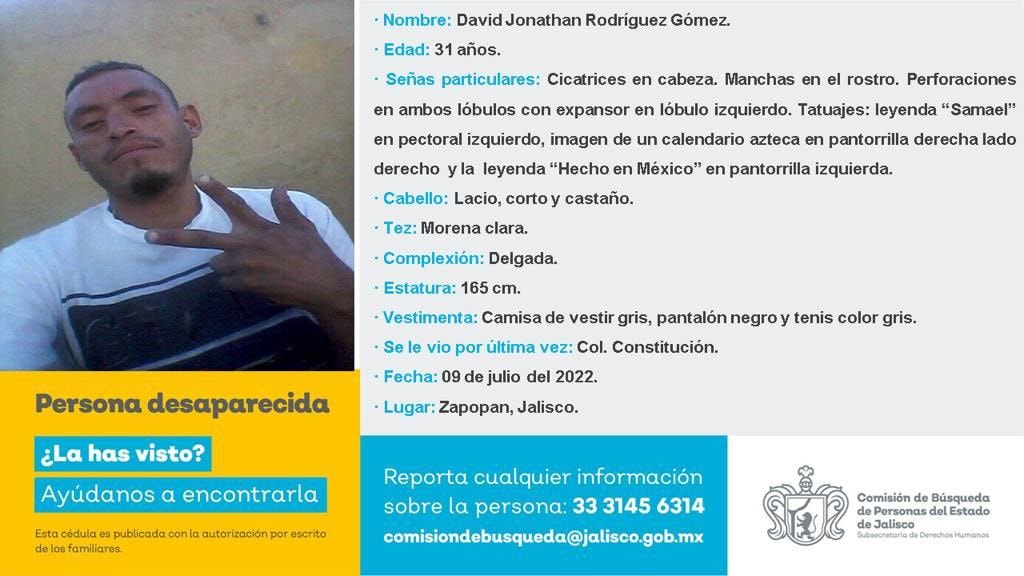 · Nombre: David Jonathan Rodríguez Gómez.
· Edad: 31 años.
· Señas particulares: Cicatrices en cabeza. Manchas en el rostro. Perforaciones
en ambos lóbulos con expansor en lóbulo izquierdo. Tatuajes: leyenda “Samael”
en pectoral izquierdo, imagen de un calendario azteca en pantorrilla derecha lado
derecho y la leyenda “Hecho en México” en pantorrilla izquierda.
· Cabello: Lacio, corto y castaño.
· Tez: Morena clara.
· Complexión: Delgada.
· Estatura: 165 cm.
· Vestimenta: Camisa de vestir gris, pantalón negro y tenis color gris.
· Se le vio por última vez: Col. Constitución.
· Fecha: 09 de julio del 2022.
· Lugar: Zapopan, Jalisco.
Persona desaparecida
¿La has visto?
Ayúdanos a encontrarla
Esta cédula es publicada con la autorización por escrito
de los familiares.
Reporta cualquier información
sobre la persona: 33 3145 6314
comisiondebusqueda@jalisco.gob.mx
Comisión de Búsqueda
de Personas del Estado
de Jalisco
Subsecretaría de Derechos Humanos